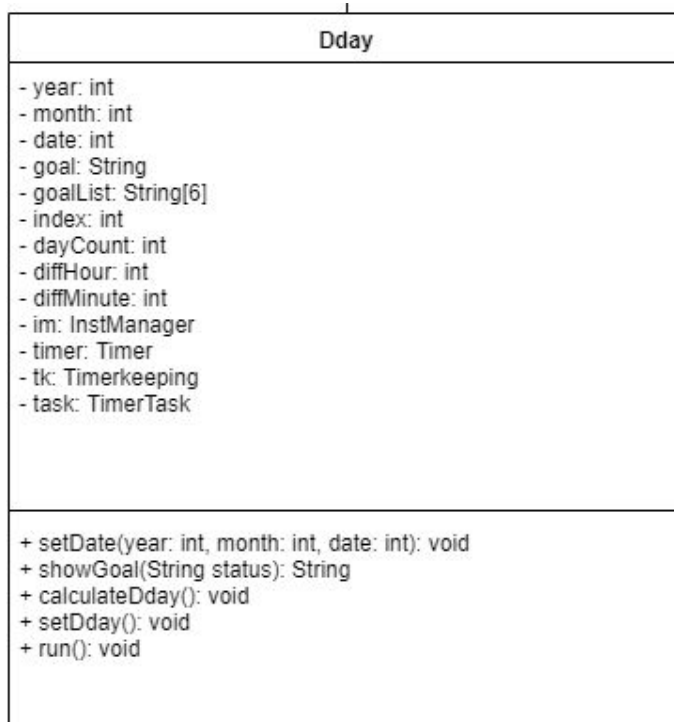 Dday
- year: int
- month: int
- date: int
- goal: String
- goalList: String[6]
- index: int
- dayCount: int
- diffHour: int
- diffMinute: int
- im: InstManager
- timer: Timer
- tk: Timerkeeping
- task: TimerTask
+ setDate(year: int, month: int, date: int): void
+ showGoal(String status): String
+ calculateDday(): void
+ setDday(): void
+ run(): void